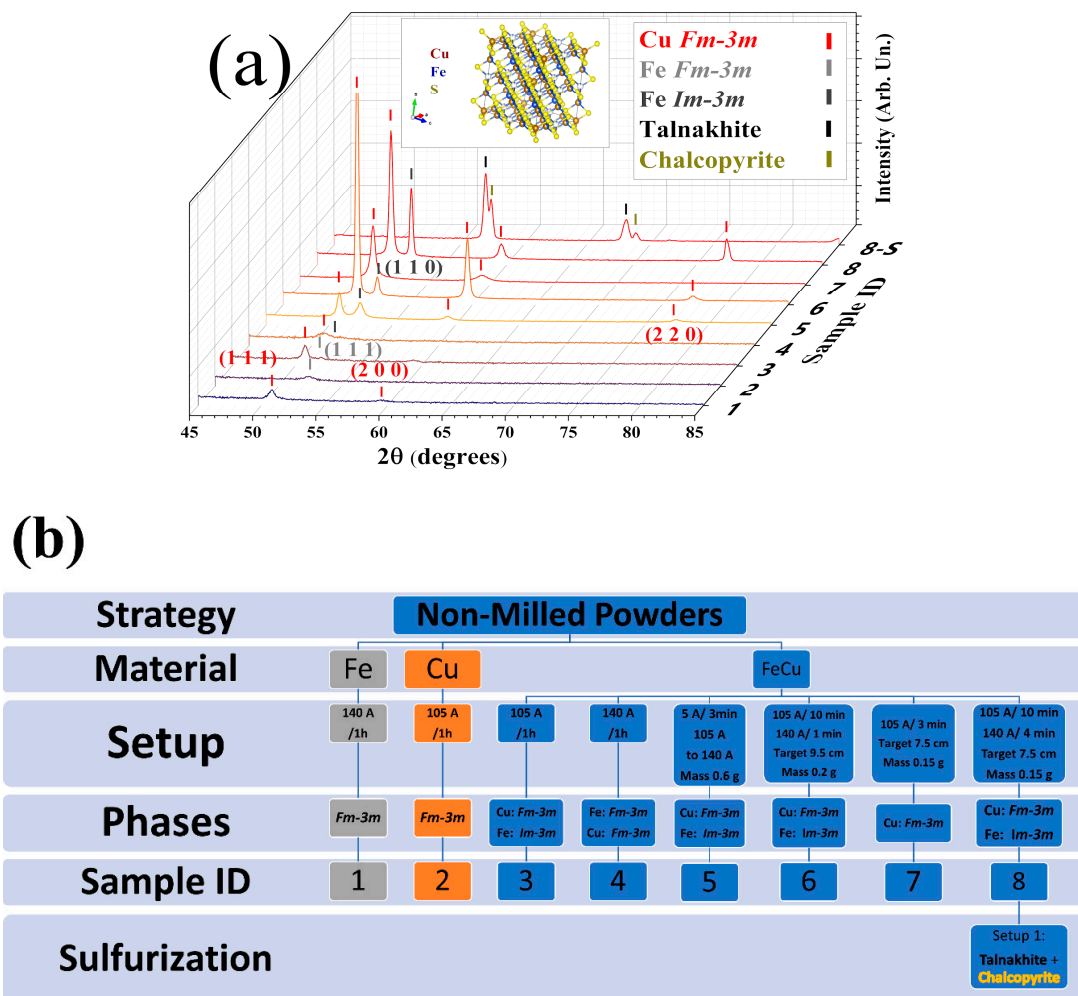 (a)
Cu
Fe
S
Cu Fm-3m
Fe Fm-3m
Fe Im-3m
Talnakhite
Chalcopyrite
Intensity (Arb. Un.)
(1 1 0)
(2 2 0)
(1 1 1)
(1 1 1)
(2 0 0)
8-S
8
7
6
5
4
3
2
1
Sample ID
45 50 55 60 65 70 75 80 85
2θ (degrees)
(b)
Strategy Non-Milled Powders
Material Fe Cu FeCu
Setup
140 A
/1h
105 A
/1h
105 A
/1h
140 A
/1h
5 A/ 3min
105 A
to 140 A
Mass 0.6 g
105 A/ 10 min
140 A/ 1 min
Target 9.5 cm
Mass 0.2 g
105 A/ 3 min
Target 7.5 cm
Mass 0.15 g
105 A/ 10 min
140 A/ 4 min
Target 7.5 cm
Mass 0.15 g
Phases
Fm-3m
Fm-3m
Cu: Fm-3m
Fe: Im-3m
Fe: Fm-3m
Cu: Fm-3m
Cu: Fm-3m
Fe: Im-3m
Cu: Fm-3m
Fe: Im-3m
Cu: Fm-3m
Cu: Fm-3m
Fe: Im-3m
Sample ID 1 2 3 4 5 6 7 8
Sulfurization
Setup 1:
Talnakhite +
Chalcopyrite